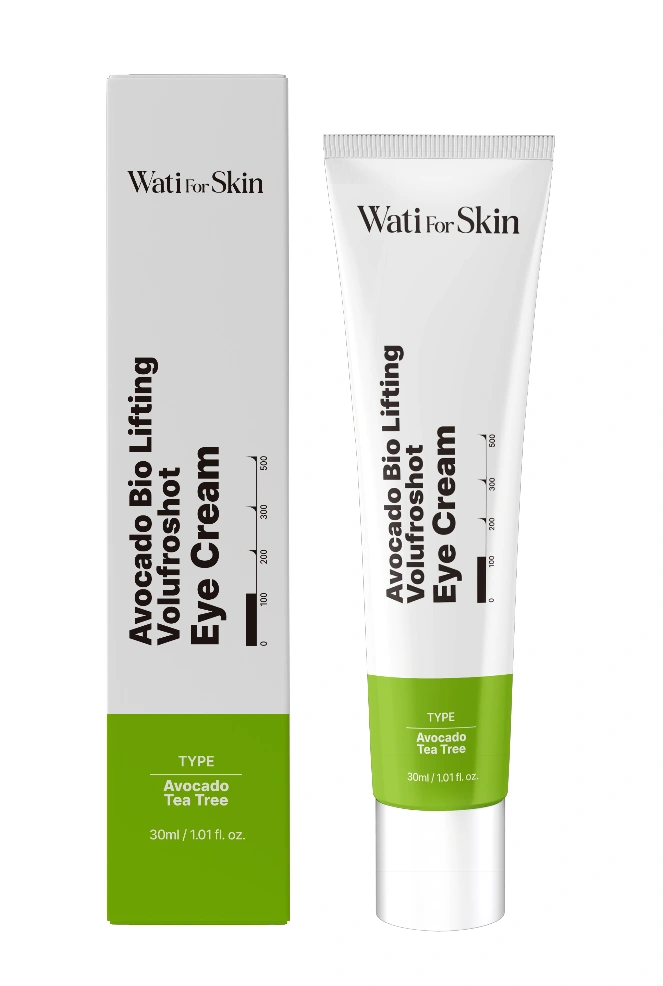 Wati For Skin
Avocado Bio Lifting
Volufroshot
Eye Cream
500
300
200
100
0
TYPE
Avocado
Tea Tree
30ml / 1.01 fl. oz.
Wati For Skin
Avocado Bio Lifting
Volufroshot
Eye Cream
500
300
200
100
0
TYPE
Avocado
Tea Tree
30ml / 1.01 fl. oz.